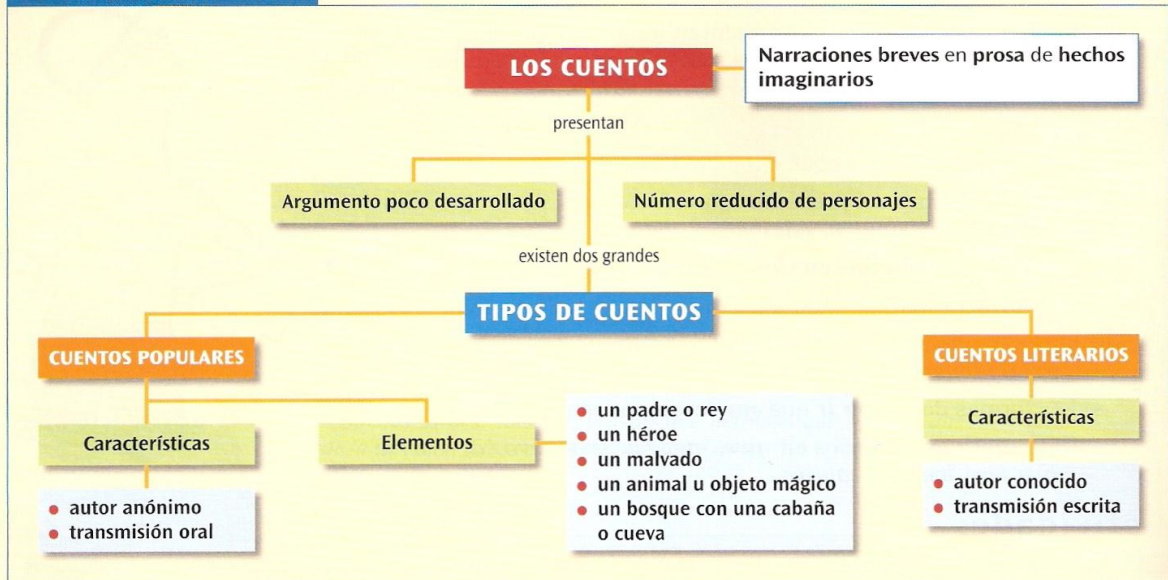 LOS CUENTOS
Narraciones breves en prosa de hechos
imaginarios
presentan
Argumento poco desarrollado
Número reducido de personajes
existen dos grandes
TIPOS DE CUENTOS
CUENTOS POPULARES
Características
• autor anónimo
• transmisión oral
Elementos
• un padre o rey
• un héroe
• un malvado
• un animal u objeto mágico
• un bosque con una cabaña
o cueva
CUENTOS LITERARIOS
Características
• autor conocido
• transmisión escrita